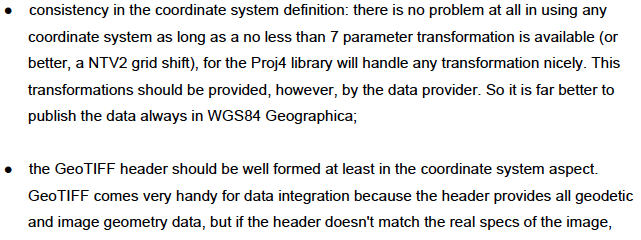 ● consistency in the coordinate system definition: there is no problem at all in using any
coordinate system as long as a no less than 7 parameter transformation is available (or
better, a NTV2 grid shift), for the Proj4 library will handle any transformation nicely. This
transformations should be provided, however, by the data provider. So it is far better to
publish the data always in WGS84 Geographica;
● the GeoTIFF header should be well formed at least in the coordinate system aspect.
GeoTIFF comes very handy for data integration because the header provides all geodetic
and image geometry data, but if the header doesn't match the real specs of the image,